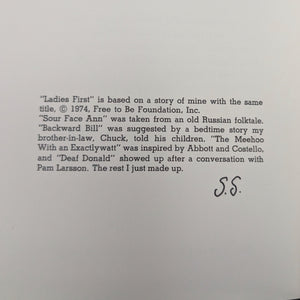 "Ladies First" is based on a story of mine with the same
title, © 1974, Free to Be Foundation, Inc.
"Sour Face Ann" was taken from an old Russian folktale.
"Backward Bill" was suggested by a bedtime story my
brother-in-law, Chuck, told his children. "The Meehoo
With an Exactlywatt" was inspired by Abbott and Costello,
and "Deaf Donald" showed up after a conversation with
Pam Larsson. The rest I just made up.
S.S.